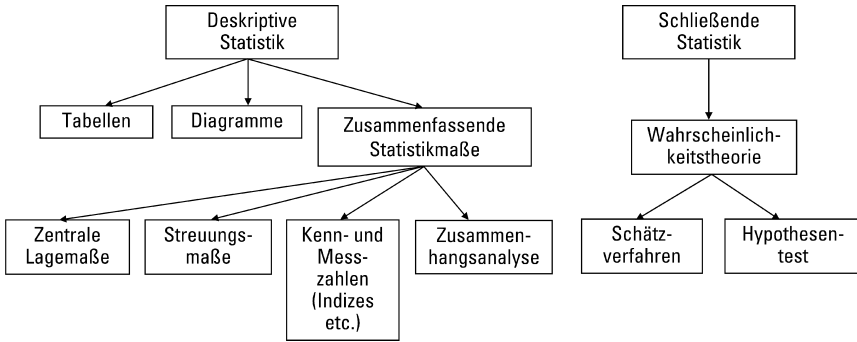 Deskriptive
Statistik
Schließende
Statistik
Tabellen
Diagramme
Zusammenfassende
Statistikmaße
Wahrscheinlich-
keitstheorie
Zentrale
Lagemaße
Streuungs-
maße
Kenn- und
Mess-
zahlen
(Indizes
etc.)
Zusammen-
hangsanalyse
Schätz-
verfahren
Hypothesen-
test